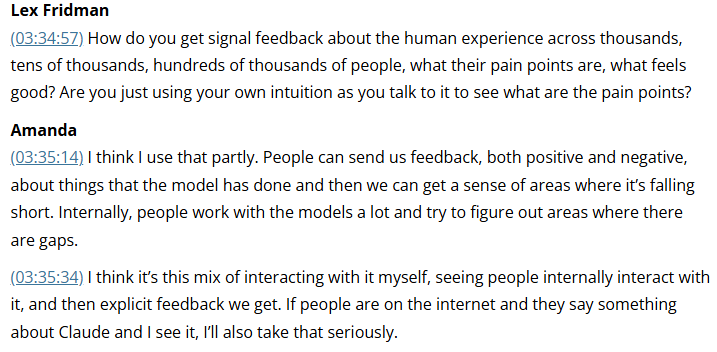 Lex Fridman
(03:34:57) How do you get signal feedback about the human experience across thousands,
tens of thousands, hundreds of thousands of people, what their pain points are, what feels
good? Are you just using your own intuition as you talk to it to see what are the pain points?
Amanda
(03:35:14) I think I use that partly. People can send us feedback, both positive and negative,
about things that the model has done and then we can get a sense of areas where it’s falling
short. Internally, people work with the models a lot and try to figure out areas where there
are gaps.
(03:35:34) I think it’s this mix of interacting with it myself, seeing people internally interact with
it, and then explicit feedback we get. If people are on the internet and they say something
about Claude and I see it, I’ll also take that seriously.